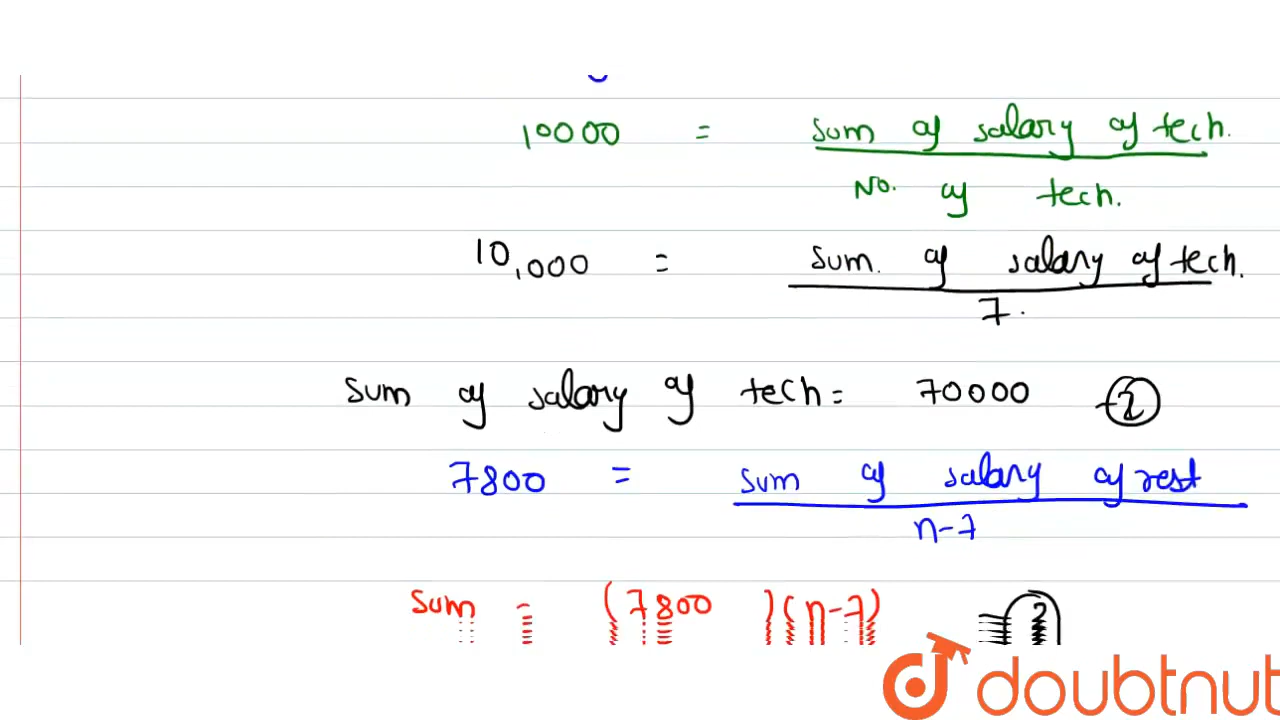 10000 = sum of salary of tech.
No. of tech.
10,000 = sum. of salary of tech.
7.
sum of salary of tech = 70000 - 2
7800 = sum of salary of rest
n-7
sum = (7800)(n-7)
doubtnut